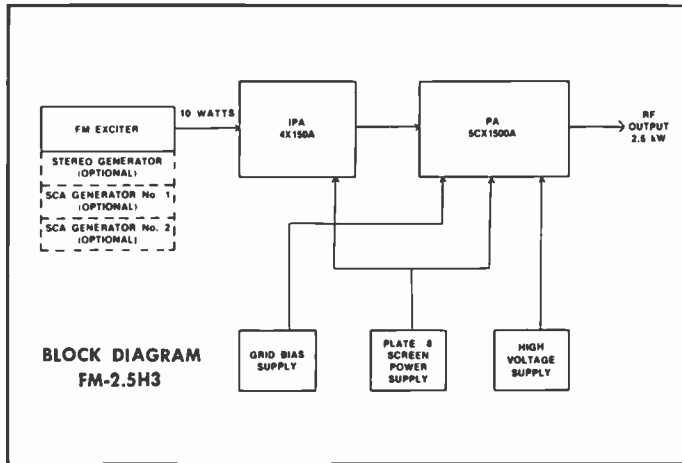 10 WATTS
FM EXCITER
STEREO GENERATOR
(OPTIONAL)
SCA GENERATOR No. 1
(OPTIONAL)
SCA GENERATOR No. 2
(OPTIONAL)
IPA
4X150A
PA
5CX1500A
RF
OUTPUT
2.5 kW
BLOCK DIAGRAM
FM-2.5H3
GRID BIAS
SUPPLY
PLATE &
SCREEN
POWER
SUPPLY
HIGH
VOLTAGE
SUPPLY